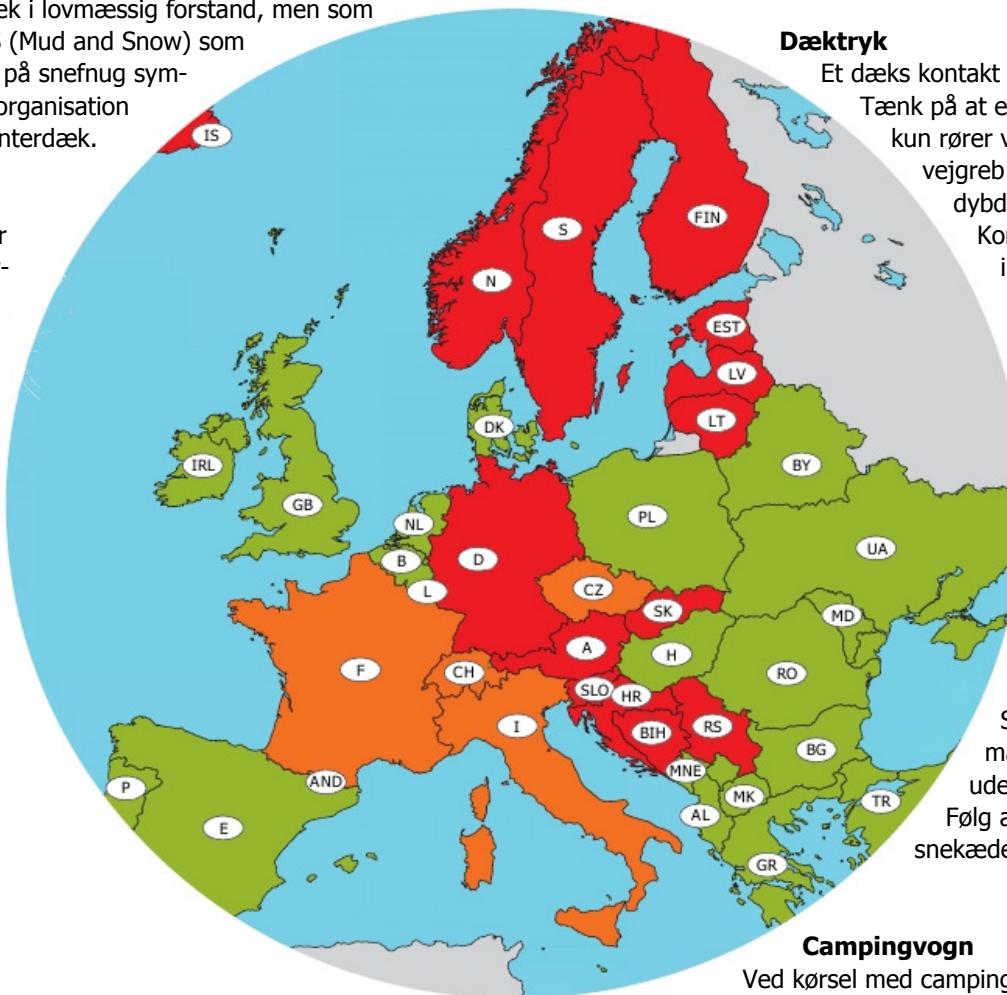 ek i lovmæssig forstand, men som
(Mud and Snow) som
på snefnug sym-
organisation
nterdæk.
r
Dæktryk
Et dæks kontakt
Tænk på at e
kun rører v
vejgreb
dybd
Ko
i
IS
S
FIN
N
EST
LV
LT
DK
BY
IRL
GB
NL
PL
UA
B
D
L
CZ
SK
MD
A
H
F
CH
RO
SLO
HR
I
BIH
RS
BG
MNE
AND
P
MK
TR
AL
E
GR
S
ma
ude
Følg a
snekæde
Campingvogn
Ved kørsel med camping